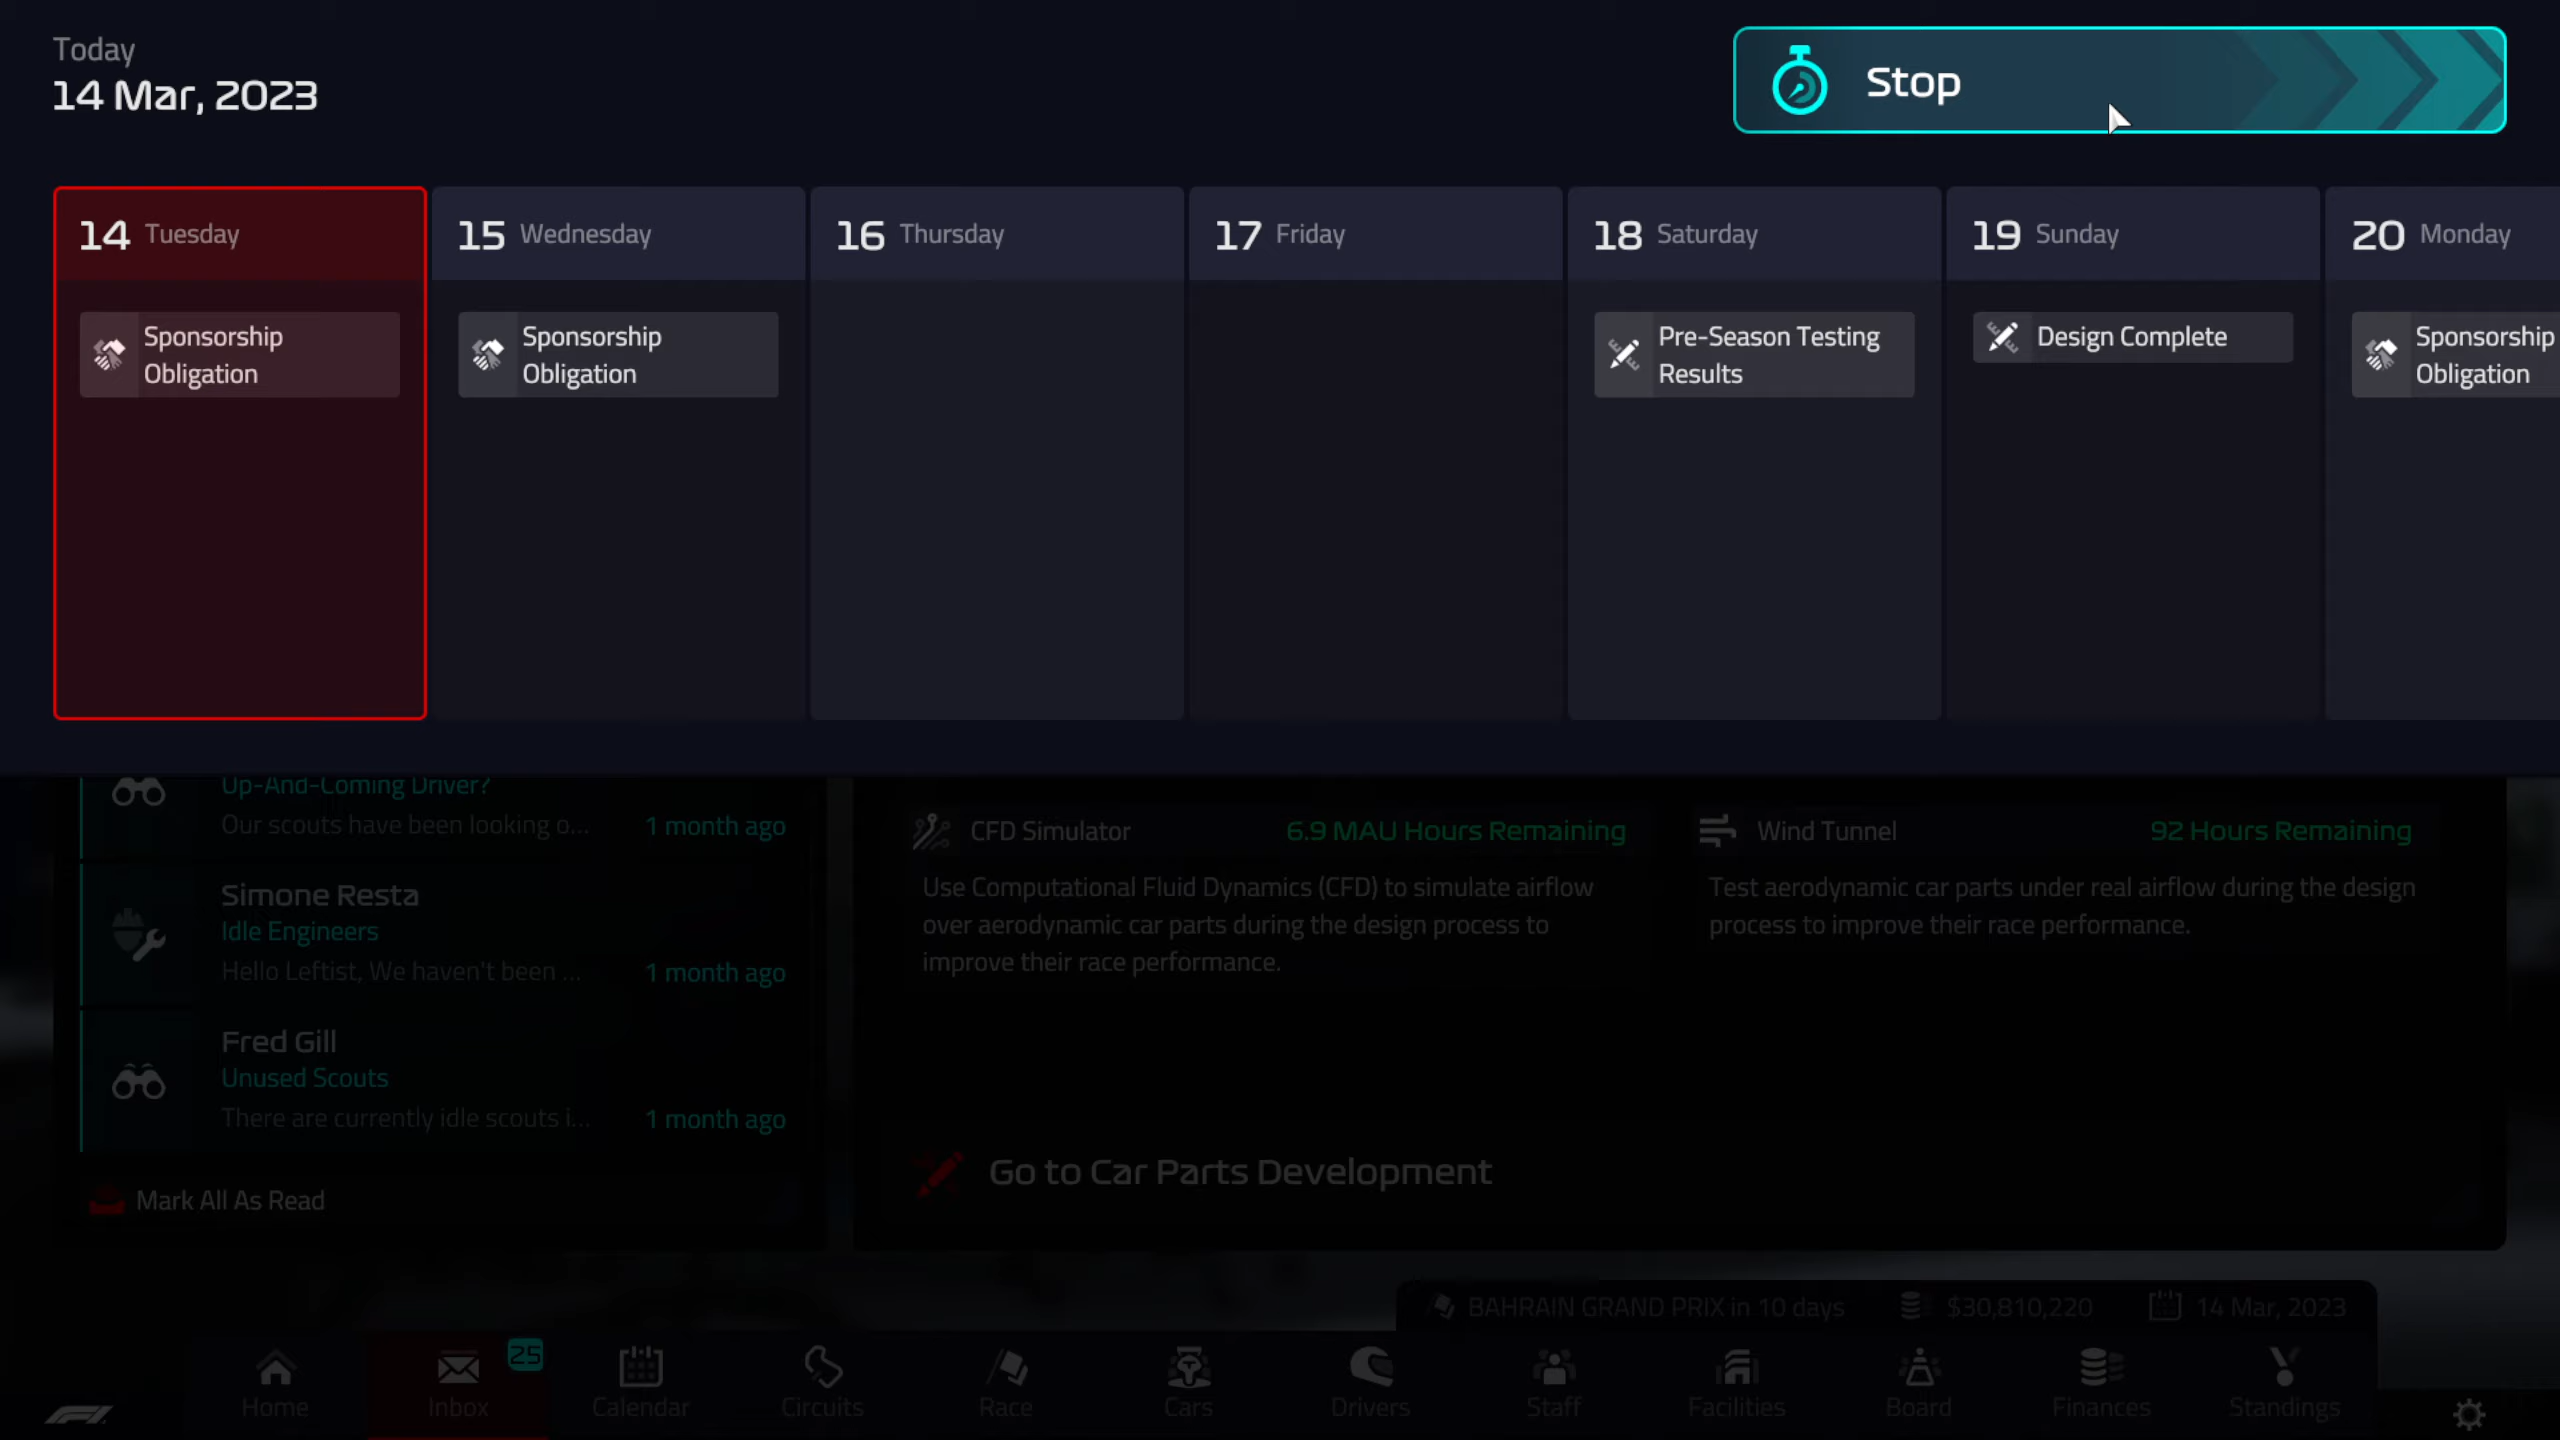 Today
14 Mar, 2023
Stop
14 Tuesday
15 Wednesday
16 Thursday
17 Friday
18 Saturday
19 Sunday
20 Monday
Sponsorship
Obligation
Sponsorship
Obligation
Pre-Season Testing
Results
Design Complete
Sponsorship
Obligation
Up-And-Coming Driver?
Our scouts have been looking o...
1 month ago
Simone Resta
Idle Engineers
Hello Leftist, We haven't been ...
1 month ago
Fred Gill
Unused Scouts
There are currently idle scouts i...
1 month ago
Mark All As Read
CFD Simulator
6.9 MAU Hours Remaining
Use Computational Fluid Dynamics (CFD) to simulate airflow
over aerodynamic car parts during the design process to
improve their race performance.
Wind Tunnel
92 Hours Remaining
Test aerodynamic car parts under real airflow during the design
process to improve their race performance.
Go to Car Parts Development
BAHRAIN GRAND PRIX in 10 days
$30,810,220
14 Mar, 2023
Home
Inbox
25
Calendar
Circuits
Race
Cars
Drivers
Staff
Facilities
Board
Finances
Standings